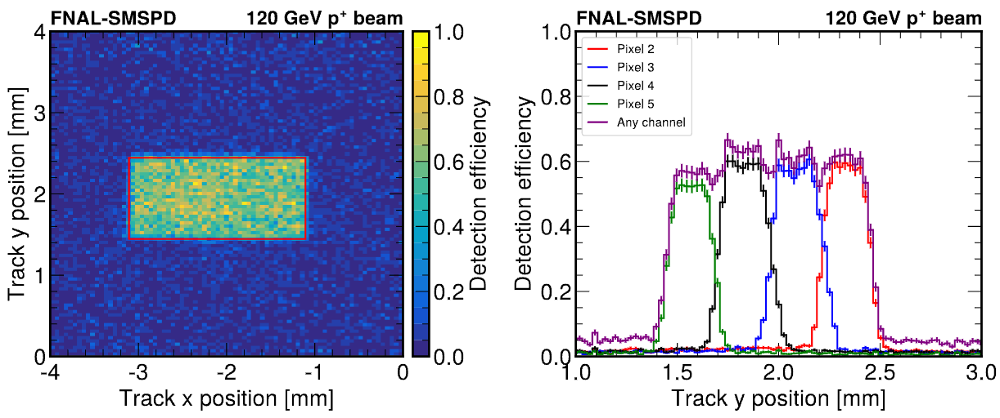 FNAL-SMSPD 120 GeV p⁺ beam
4
3
2
1
0
Track y position [mm]
-4 -3 -2 -1 0
Track x position [mm]
1.0
0.8
0.6
0.4
0.2
0.0
Detection efficiency
FNAL-SMSPD 120 GeV p⁺ beam
1.0
0.8
0.6
0.4
0.2
0.0
Detection efficiency
Pixel 2
Pixel 3
Pixel 4
Pixel 5
Any channel
1.0 1.5 2.0 2.5 3.0
Track y position [mm]